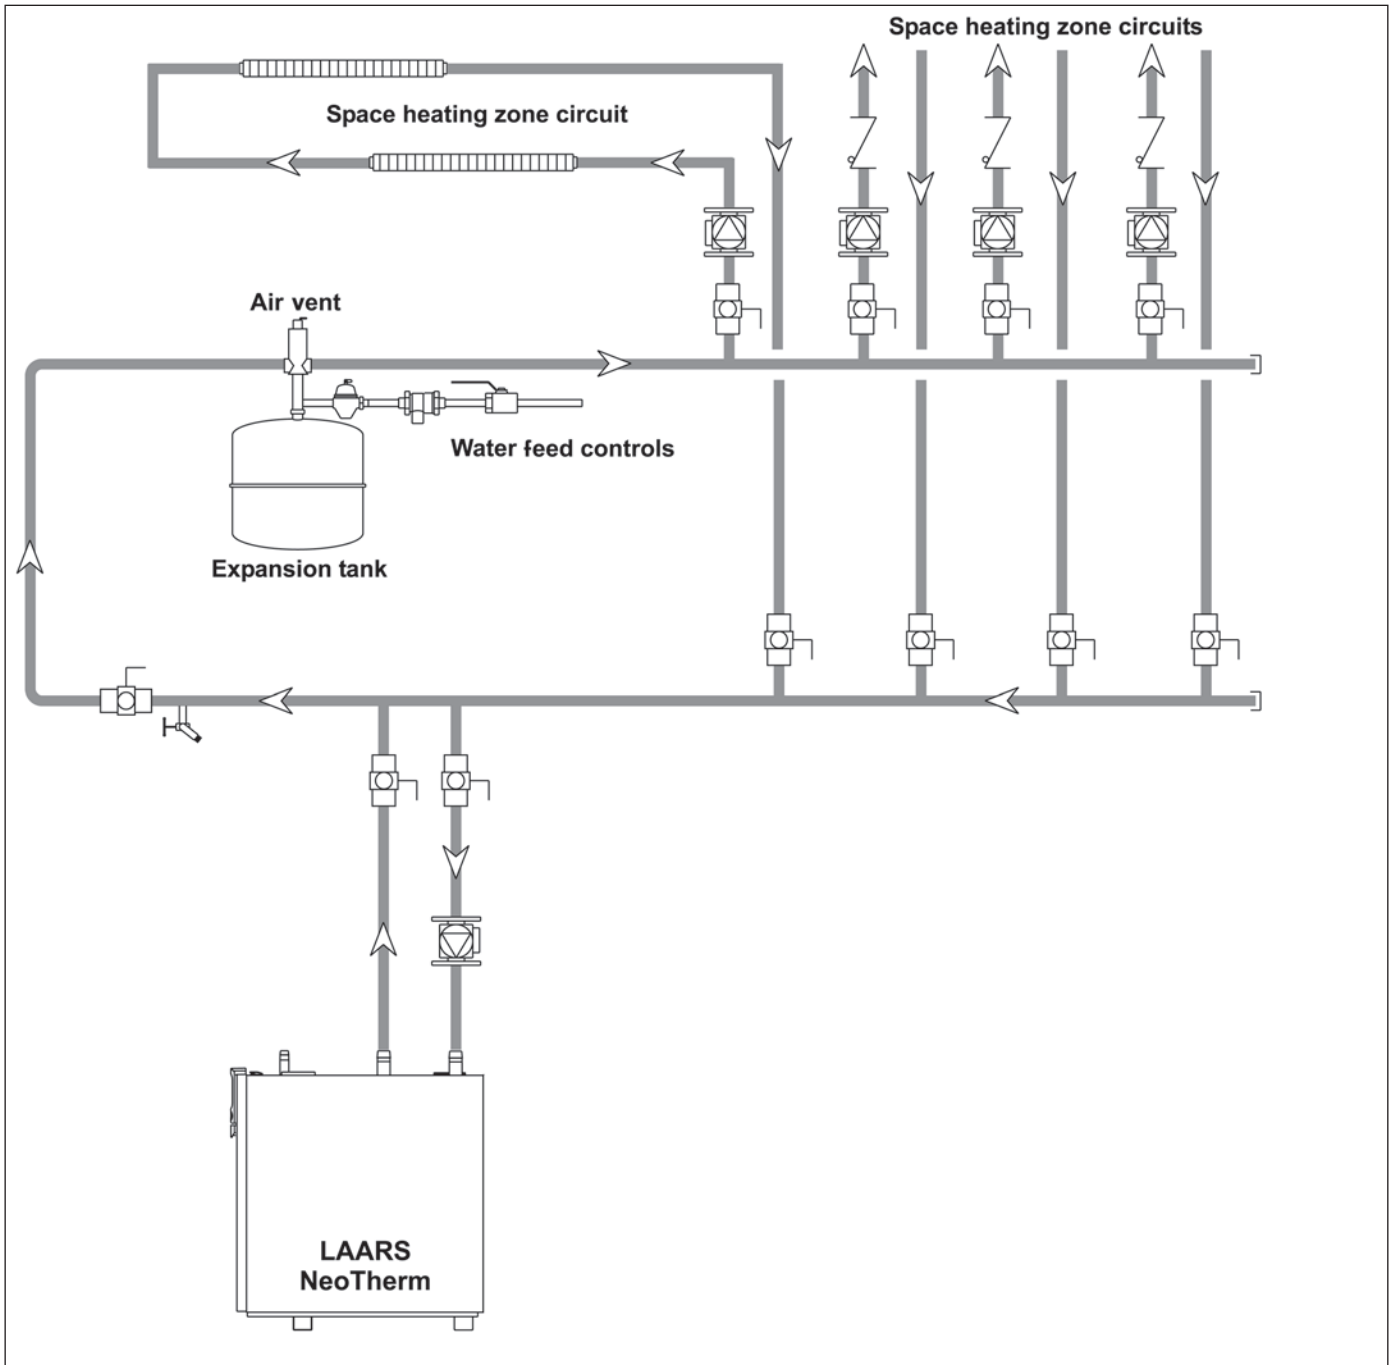 Space heating zone circuits
Space heating zone circuit
Air vent
Water feed controls
Expansion tank
LAARS
NeoTherm